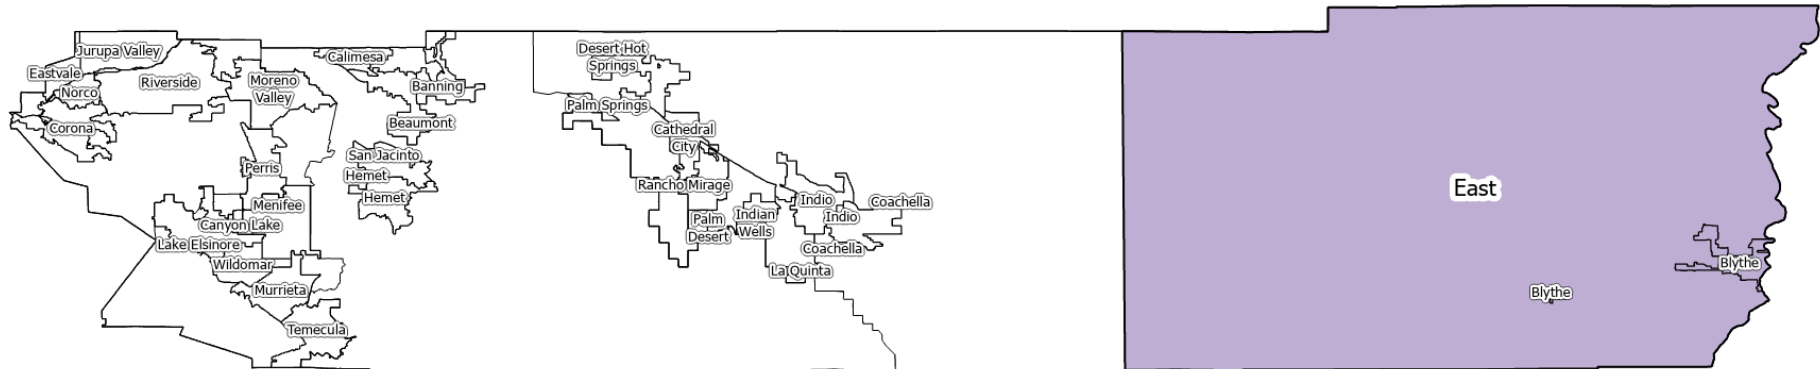 Jurupa Valley
Eastvale
Norco
Riverside
Corona
Moreno
Valley
Calimesa
Banning
Beaumont
San Jacinto
Hemet
Hemet
Perris
Menifee
Canyon Lake
Lake Elsinore
Wildomar
Murrieta
Temecula
Desert Hot
Springs
Palm Springs
Cathedral
City
Rancho Mirage
Palm
Desert
Indian
Wells
Indio
Indio
Coachella
Coachella
La Quinta
East
Blythe
Blythe